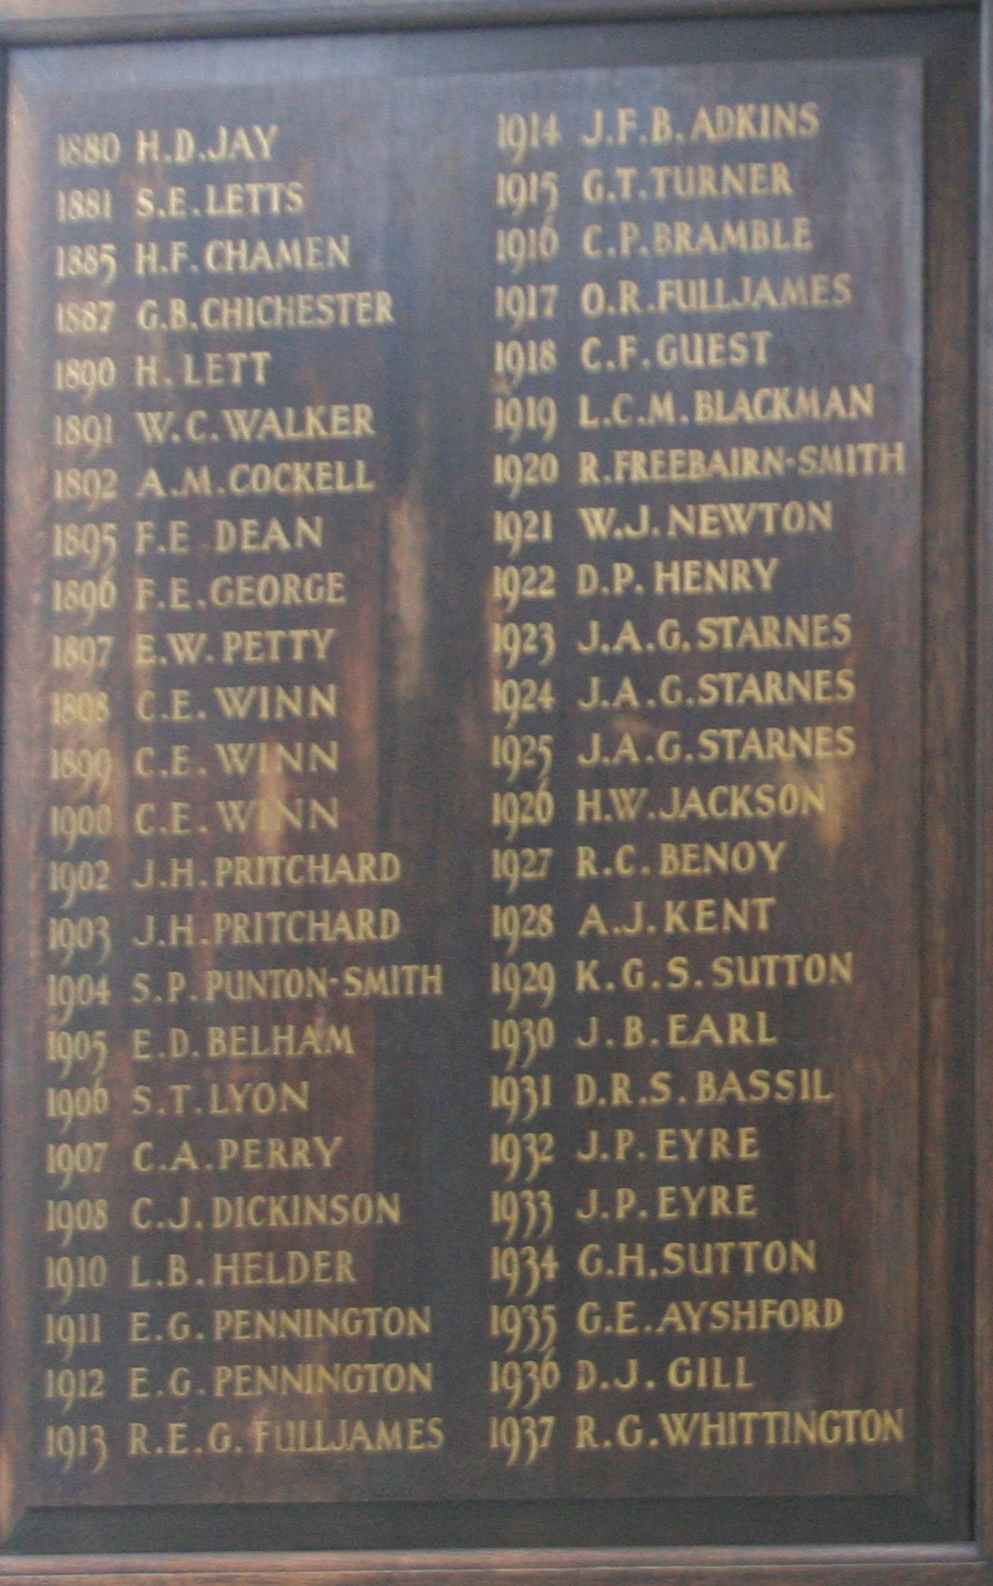 1880 H.D.JAY
1881 S.E.LETTS
1885 H.F.CHAMEN
1887 G.B.CHICHESTER
1890 H.LETT
1891 W.C.WALKER
1892 A.M.COCKELL
1895 F.E DEAN
1896 F.E.GEORGE
1897 E.W.PETTY
1898 C.E.WINN
1899 C.E.WINN
1900 C.E.WINN
1902 J.H.PRITCHARD
1903 J.H.PRITCHARD
1904 S.P.PUNTON-SMITH
1905 E.D.BELHAM
1906 S.T.LYON
1907 C.A.PERRY
1908 C.J.DICKINSON
1910 L.B.HELDER
1911 E.G.PENNINGTON
1912 E.G.PENNINGTON
1913 R.E.G.FULLJAMES
1914 J.F.B.ADKINS
1915 G.T.TURNER
1916 C.P.BRAMBLE
1917 O.R.FULLJAMES
1918 C.F.GUEST
1919 L.C.M.BLACKMAN
1920 R.FREEBAIRN-SMITH
1921 W.J.NEWTON
1922 D.P.HENRY
1923 J.A.G.STARNES
1924 J.A.G.STARNES
1925 J.A.G.STARNES
1926 H.W.JACKSON
1927 R.C.BENOY
1928 A.J.KENT
1929 K.G.S.SUTTON
1930 J.B.EARL
1931 D.R.S.BASSIL
1932 J.P.EYRE
1933 J.P.EYRE
1934 G.H.SUTTON
1935 G.E.AYSHFORD
1936 D.J.GILL
1937 R.G.WHITTINGTON